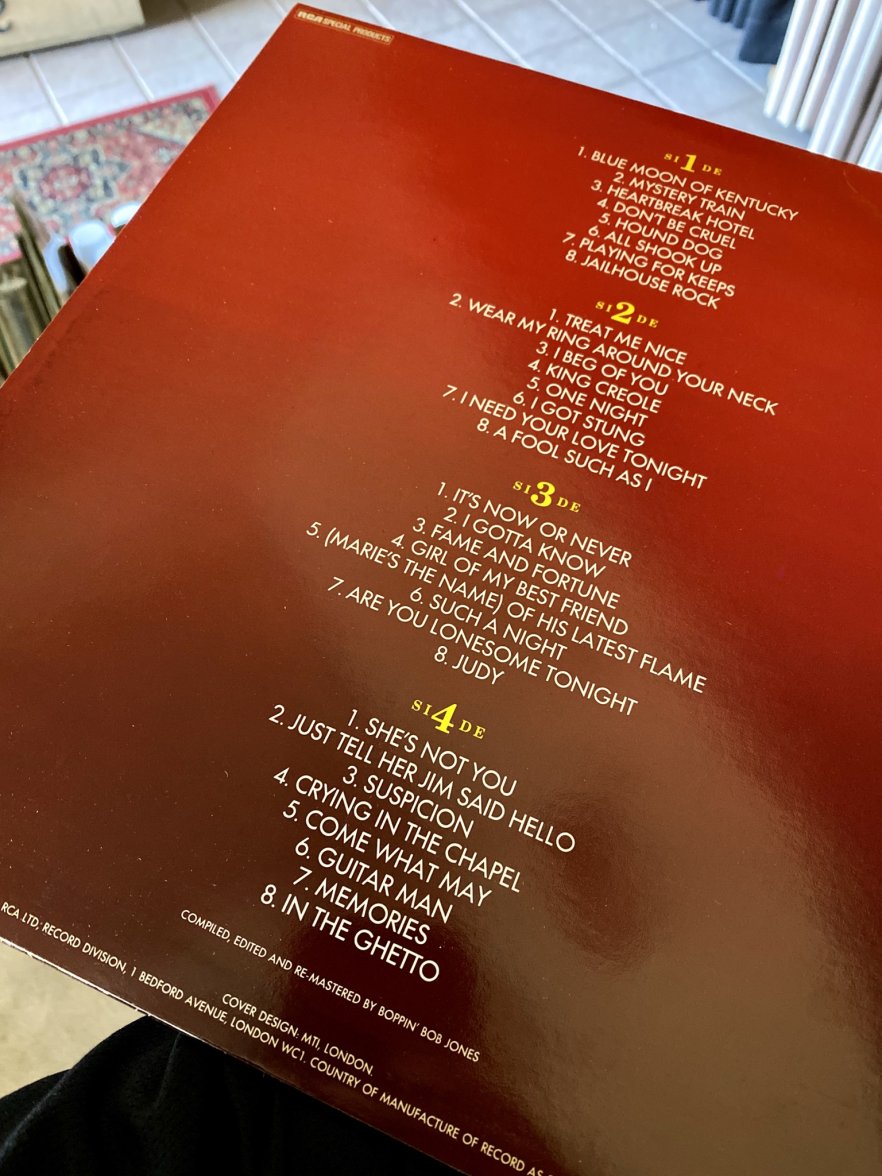 RCA SPECIAL PRODUCTS
SI 1 DE
1. BLUE MOON OF KENTUCKY
2. MYSTERY TRAIN
3. HEARTBREAK HOTEL
4. DON'T BE CRUEL
5. HOUND DOG
6. ALL SHOOK UP
7. PLAYING FOR KEEPS
8. JAILHOUSE ROCK
SI 2 DE
1. TREAT ME NICE
2. WEAR MY RING AROUND YOUR NECK
3. I BEG OF YOU
4. KING CREOLE
5. ONE NIGHT
6. I GOT STUNG
7. I NEED YOUR LOVE TONIGHT
8. A FOOL SUCH AS I
SI 3 DE
1. IT'S NOW OR NEVER
2. I GOTTA KNOW
3. FAME AND FORTUNE
4. GIRL OF MY BEST FRIEND
5. (MARIE'S THE NAME) OF HIS LATEST FLAME
6. SUCH A NIGHT
7. ARE YOU LONESOME TONIGHT
8. JUDY
SI 4 DE
1. SHE'S NOT YOU
2. JUST TELL HER JIM SAID HELLO
3. SUSPICION
4. CRYING IN THE CHAPEL
5. COME WHAT MAY
6. GUITAR MAN
7. MEMORIES
8. IN THE GHETTO
COMPILED, EDITED AND RE-MASTERED BY BOPPIN' BOB JONES
COVER DESIGN: MTI, LONDON.
RCA LTD, RECORD DIVISION, 1 BEDFORD AVENUE, LONDON WC1. COUNTRY OF MANUFACTURE OF RECORD AS